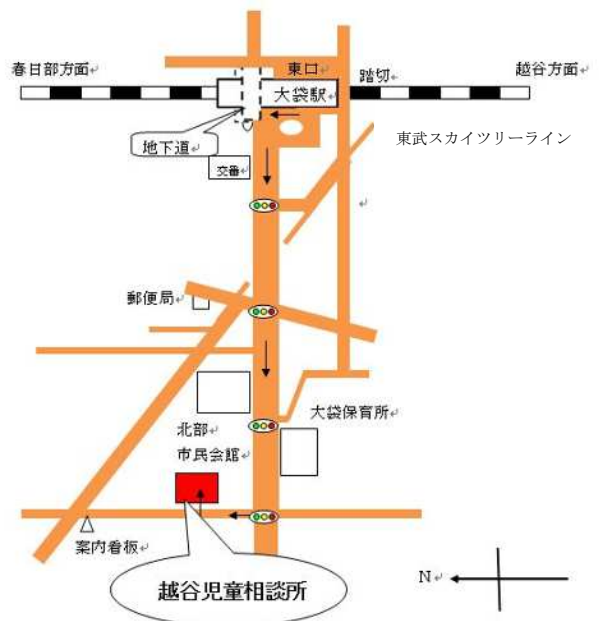 春日部方面
東口
踏切
越谷方面
大袋駅
東武スカイツリーライン
地下道
交番
郵便局
大袋保育所
北部
市民会館
案内看板
越谷児童相談所
N